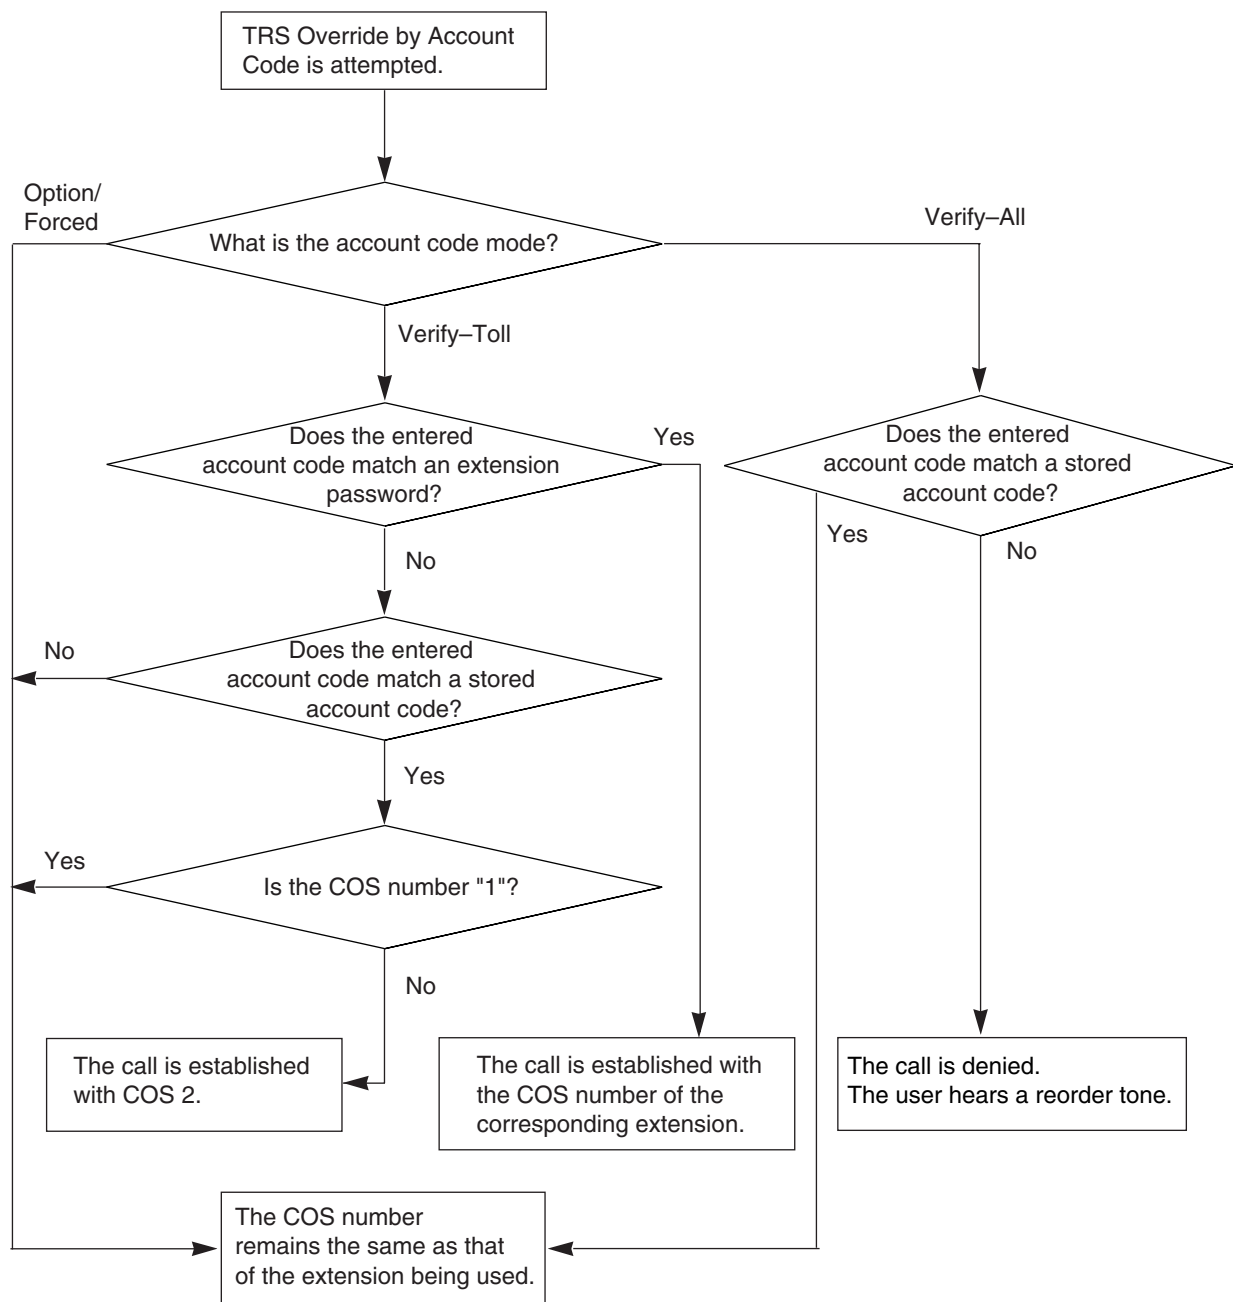 TRS Override by Account
Code is attempted.
Option/
Forced
What is the account code mode?
Verify–All
Verify–Toll
Does the entered
account code match an extension
password?
Yes
Does the entered
account code match a stored
account code?
Yes
No
No
No
Does the entered
account code match a stored
account code?
Yes
Yes
Is the COS number "1"?
No
The call is established
with COS 2.
The call is established with
the COS number of the
corresponding extension.
The call is denied.
The user hears a reorder tone.
The COS number
remains the same as that
of the extension being used.